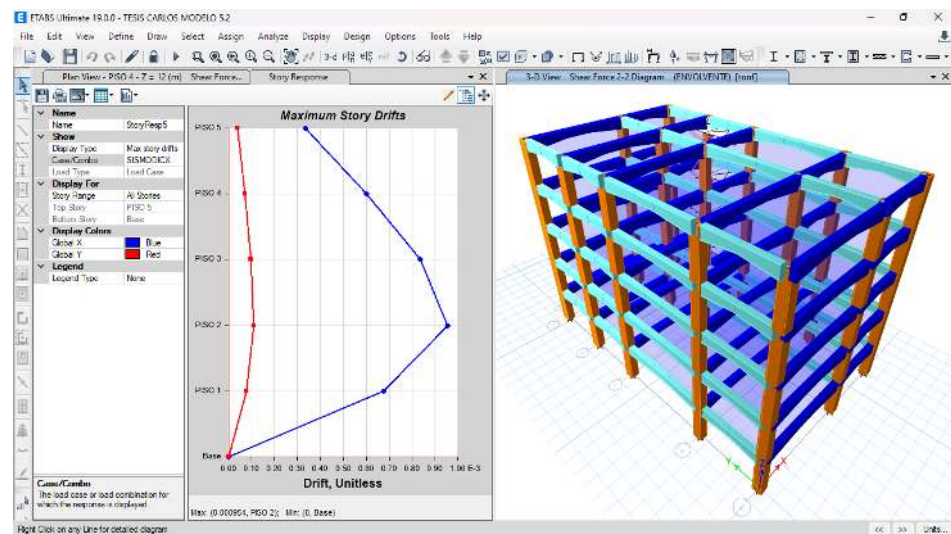 ETABS Ultimate 19.0.0 - TESIS CARLOS MODELO 5.2
File Edit View Define Draw Select Assign Analyze Display Design Options Tools Help
Plan View - PISO 4 - Z = 12 (m) Shear Force... Story Response
3-D View Shear Force 2-2 Diagram (ENVOLVENTE) [tonf]
Name
Name StoryResp5
Show
Display Type Max story drifts
Case/Combo SISMODICX
Load Type Load Case
Display For
Story Range All Stories
Top Story PISO 5
Bottom Story Base
Display Colors
Global X Blue
Global Y Red
Legend
Legend Type None
Maximum Story Drifts
PISO 5
PISO 4
PISO 3
PISO 2
PISO 1
Base
0.00 0.10 0.20 0.30 0.40 0.50 0.60 0.70 0.80 0.90 1.00 E-3
Drift, Unitless
Case/Combo
The load case or load combination for
which the response is displayed
Max: (0.000954, PISO 2); Min: (0, Base)
Right Click on any Line for detailed diagram
Units...